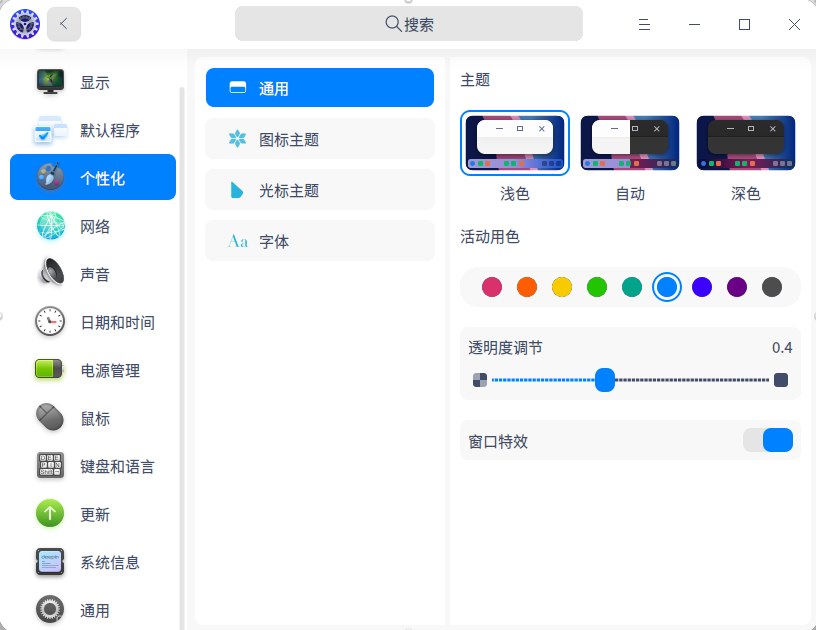 搜索
显示
默认程序
个性化
网络
声音
日期和时间
电源管理
鼠标
键盘和语言
更新
系统信息
通用
通用
图标主题
光标主题
Aa 字体
主题
浅色 自动 深色
活动用色
透明度调节 0.4
窗口特效